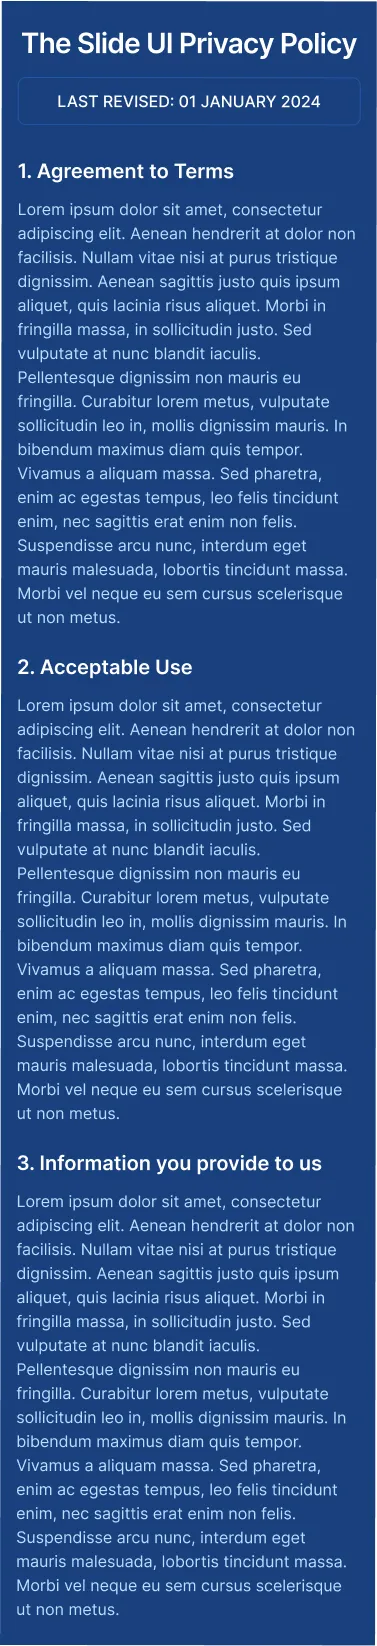 The Slide UI Privacy Policy
LAST REVISED: 01 JANUARY 2024
1. Agreement to Terms
Lorem ipsum dolor sit amet, consectetur
adipiscing elit. Aenean hendrerit at dolor non
facilisis. Nullam vitae nisi at purus tristique
dignissim. Aenean sagittis justo quis ipsum
aliquet, quis lacinia risus aliquet. Morbi in
fringilla massa, in sollicitudin justo. Sed
vulputate at nunc blandit iaculis.
Pellentesque dignissim non mauris eu
fringilla. Curabitur lorem metus, vulputate
sollicitudin leo in, mollis dignissim mauris. In
bibendum maximus diam quis tempor.
Vivamus a aliquam massa. Sed pharetra,
enim ac egestas tempus, leo felis tincidunt
enim, nec sagittis erat enim non felis.
Suspendisse arcu nunc, interdum eget
mauris malesuada, lobortis tincidunt massa.
Morbi vel neque eu sem cursus scelerisque
ut non metus.
2. Acceptable Use
Lorem ipsum dolor sit amet, consectetur
adipiscing elit. Aenean hendrerit at dolor non
facilisis. Nullam vitae nisi at purus tristique
dignissim. Aenean sagittis justo quis ipsum
aliquet, quis lacinia risus aliquet. Morbi in
fringilla massa, in sollicitudin justo. Sed
vulputate at nunc blandit iaculis.
Pellentesque dignissim non mauris eu
fringilla. Curabitur lorem metus, vulputate
sollicitudin leo in, mollis dignissim mauris. In
bibendum maximus diam quis tempor.
Vivamus a aliquam massa. Sed pharetra,
enim ac egestas tempus, leo felis tincidunt
enim, nec sagittis erat enim non felis.
Suspendisse arcu nunc, interdum eget
mauris malesuada, lobortis tincidunt massa.
Morbi vel neque eu sem cursus scelerisque
ut non metus.
3. Information you provide to us
Lorem ipsum dolor sit amet, consectetur
adipiscing elit. Aenean hendrerit at dolor non
facilisis. Nullam vitae nisi at purus tristique
dignissim. Aenean sagittis justo quis ipsum
aliquet, quis lacinia risus aliquet. Morbi in
fringilla massa, in sollicitudin justo. Sed
vulputate at nunc blandit iaculis.
Pellentesque dignissim non mauris eu
fringilla. Curabitur lorem metus, vulputate
sollicitudin leo in, mollis dignissim mauris. In
bibendum maximus diam quis tempor.
Vivamus a aliquam massa. Sed pharetra,
enim ac egestas tempus, leo felis tincidunt
enim, nec sagittis erat enim non felis.
Suspendisse arcu nunc, interdum eget
mauris malesuada, lobortis tincidunt massa.
Morbi vel neque eu sem cursus scelerisque
ut non metus.